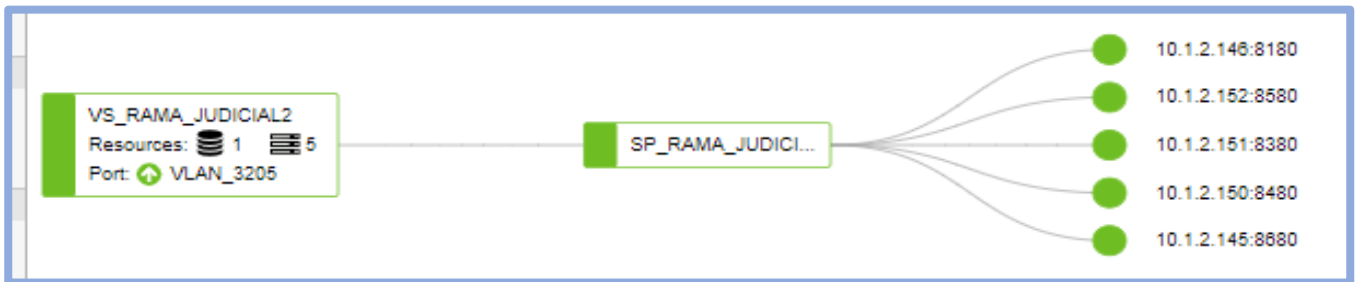 VS_RAMA_JUDICIAL2
Resources: 1 5
Port: VLAN_3205
SP_RAMA_JUDICI...
10.1.2.146:8180
10.1.2.152:8580
10.1.2.151:8380
10.1.2.150:8480
10.1.2.145:8680